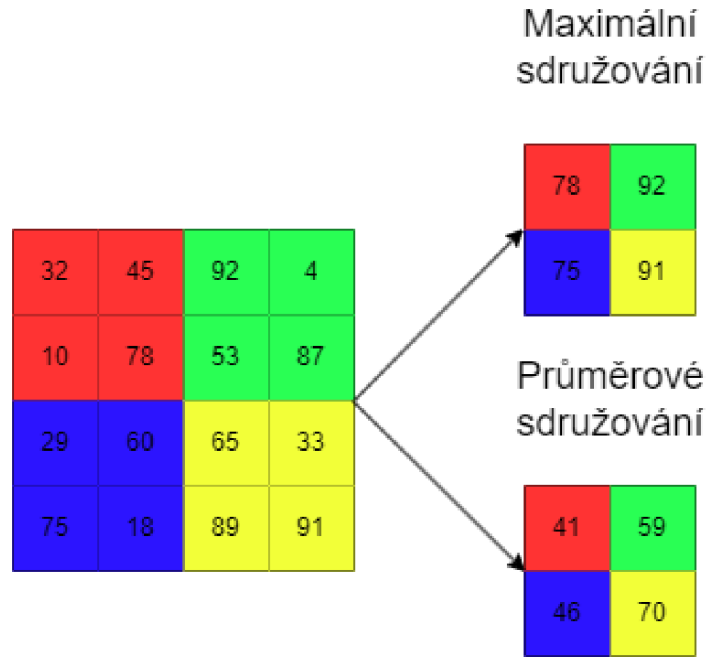 Maximální
sdružování
78 92
75 91
32 45 92 4
10 78 53 87
29 60 65 33
75 18 89 91
Průměrové
sdružování
41 59
46 70